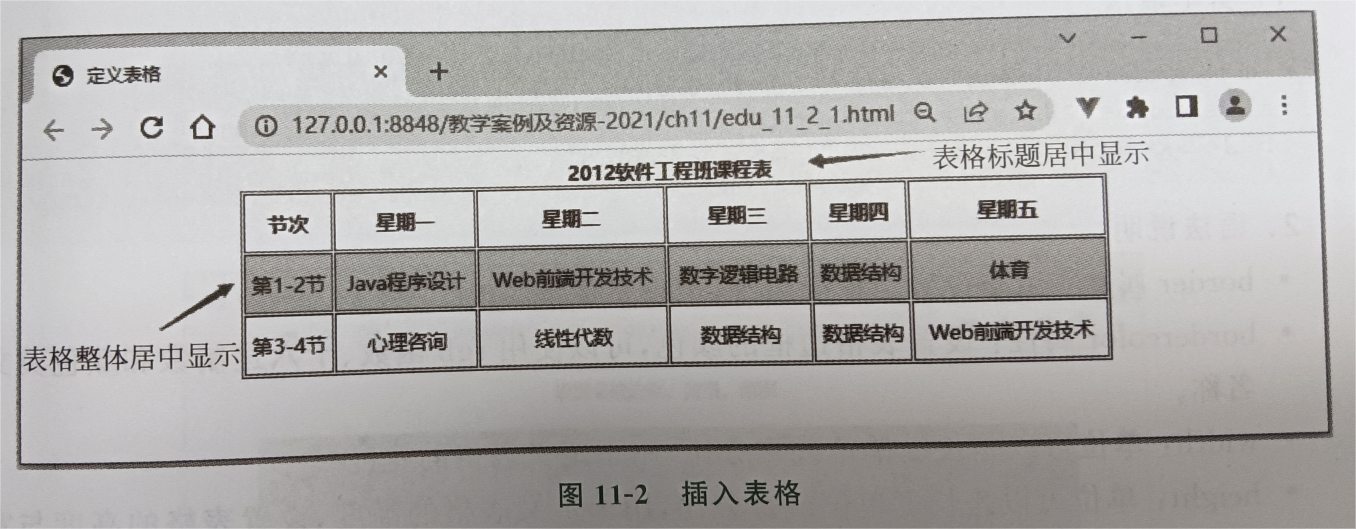 定义表格
127.0.0.1:8848/教学案例及资源-2021/ch11/edu_11_2_1.html
2012软件工程班课程表
表格标题居中显示
节次 星期一 星期二 星期三 星期四 星期五
第1-2节 Java程序设计 Web前端开发技术 数字逻辑电路 数据结构 体育
第3-4节 心理咨询 线性代数 数据结构 数据结构 Web前端开发技术
表格整体居中显示
图 11-2 插入表格